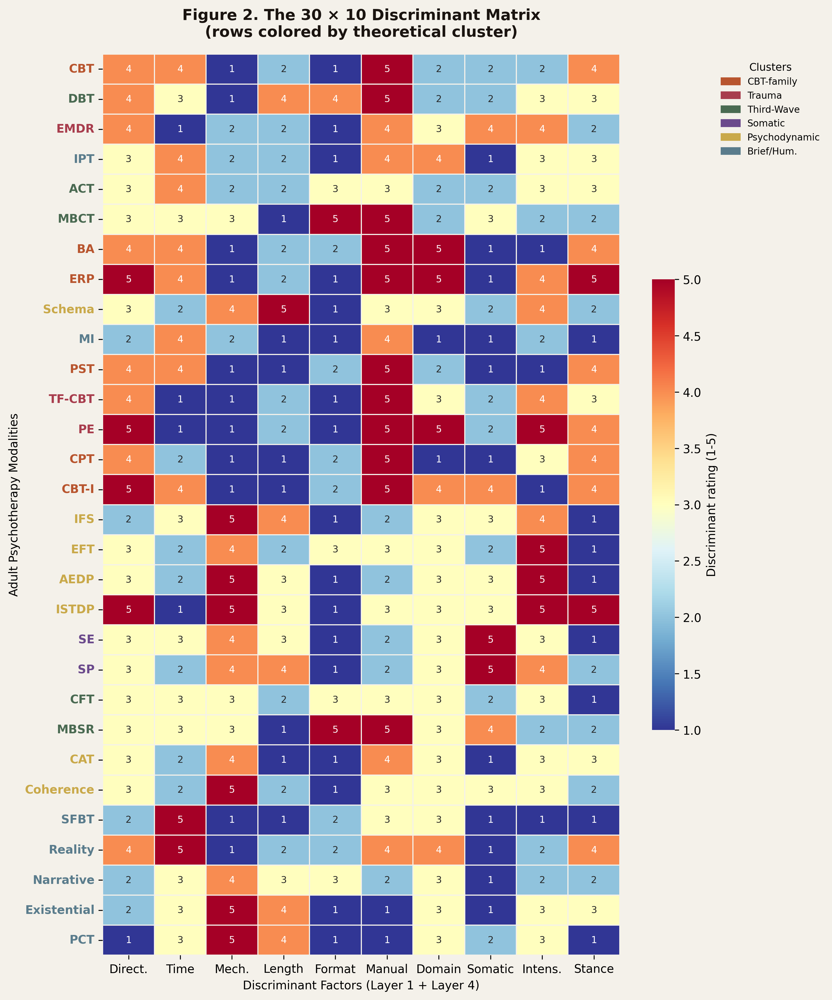 Figure 2. The 30 × 10 Discriminant Matrix
(rows colored by theoretical cluster)
Clusters
CBT-family
Trauma
Third-Wave
Somatic
Psychodynamic
Brief/Hum.
Adult Psychotherapy Modalities
CBT 4 4 1 2 1 5 2 2 2 4
DBT 4 3 1 4 4 5 2 2 3 3
EMDR 4 1 2 2 1 4 3 4 4 2
IPT 3 4 2 2 1 4 4 1 3 3
ACT 3 4 2 2 3 3 2 2 3 3
MBCT 3 3 3 1 5 5 2 3 2 2
BA 4 4 1 2 2 5 5 1 1 4
ERP 5 4 1 2 1 5 5 1 4 5
Schema 3 2 4 5 1 3 3 2 4 2
MI 2 4 2 1 1 4 1 1 2 1
PST 4 4 1 1 2 5 2 1 1 4
TF-CBT 4 1 1 2 1 5 3 2 4 3
PE 5 1 1 2 1 5 5 2 5 4
CPT 4 2 1 1 2 5 1 1 3 4
CBT-I 5 4 1 1 2 5 4 4 1 4
IFS 2 3 5 4 1 2 3 3 4 1
EFT 3 2 4 2 3 3 3 2 5 1
AEDP 3 2 5 3 1 2 3 3 5 1
ISTDP 5 1 5 3 1 3 3 3 5 5
SE 3 3 4 3 1 2 3 5 3 1
SP 3 2 4 4 1 2 3 5 4 2
CFT 3 3 3 2 3 3 3 2 3 1
MBSR 3 3 3 1 5 5 3 4 2 2
CAT 3 2 4 1 1 4 3 1 3 3
Coherence 3 2 5 2 1 3 3 3 3 2
SFBT 2 5 1 1 2 3 3 1 1 1
Reality 4 5 1 2 2 4 4 1 2 4
Narrative 2 3 4 3 3 2 3 1 2 2
Existential 2 3 5 4 1 1 3 1 3 3
PCT 1 3 5 4 1 1 3 2 3 1
Direct. Time Mech. Length Format Manual Domain Somatic Intens. Stance
Discriminant Factors (Layer 1 + Layer 4)
5.0
4.5
4.0
3.5
3.0
2.5
2.0
1.5
1.0
Discriminant rating (1-5)